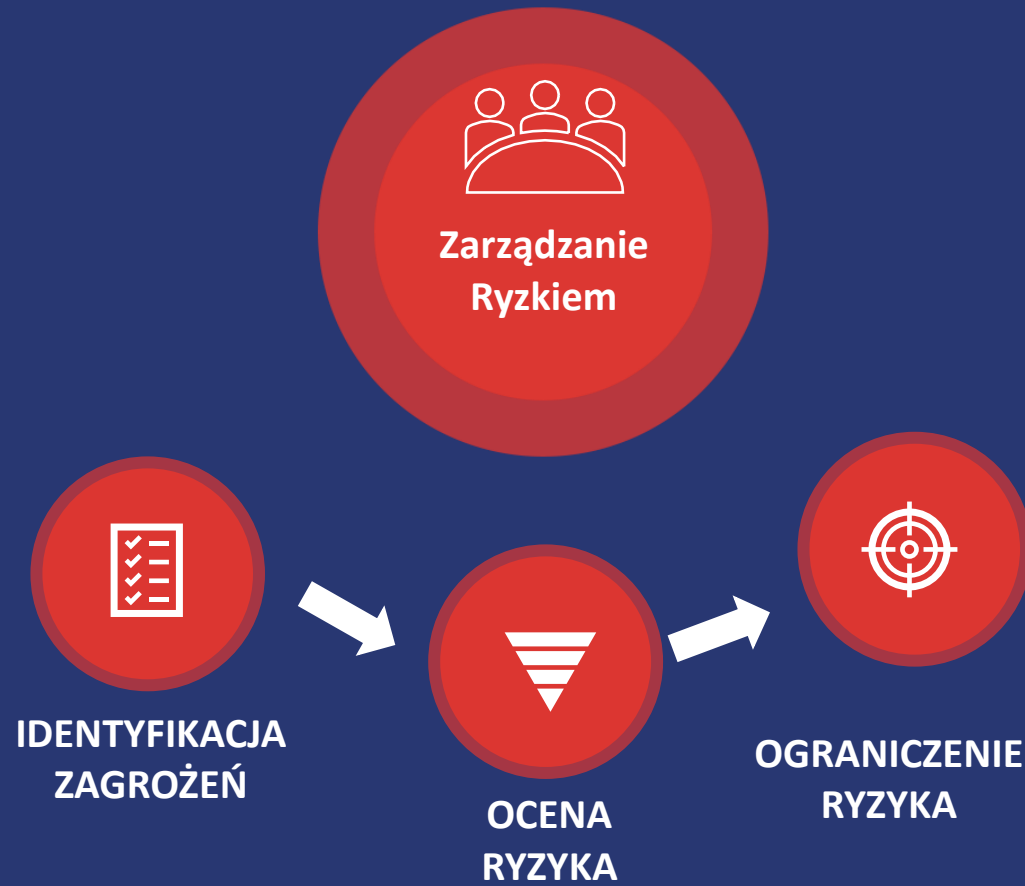 Zarządzanie
Ryzkiem
IDENTYFIKACJA
ZAGROŻEŃ
OCENA
RYZYKA
OGRANICZENIE
RYZYKA